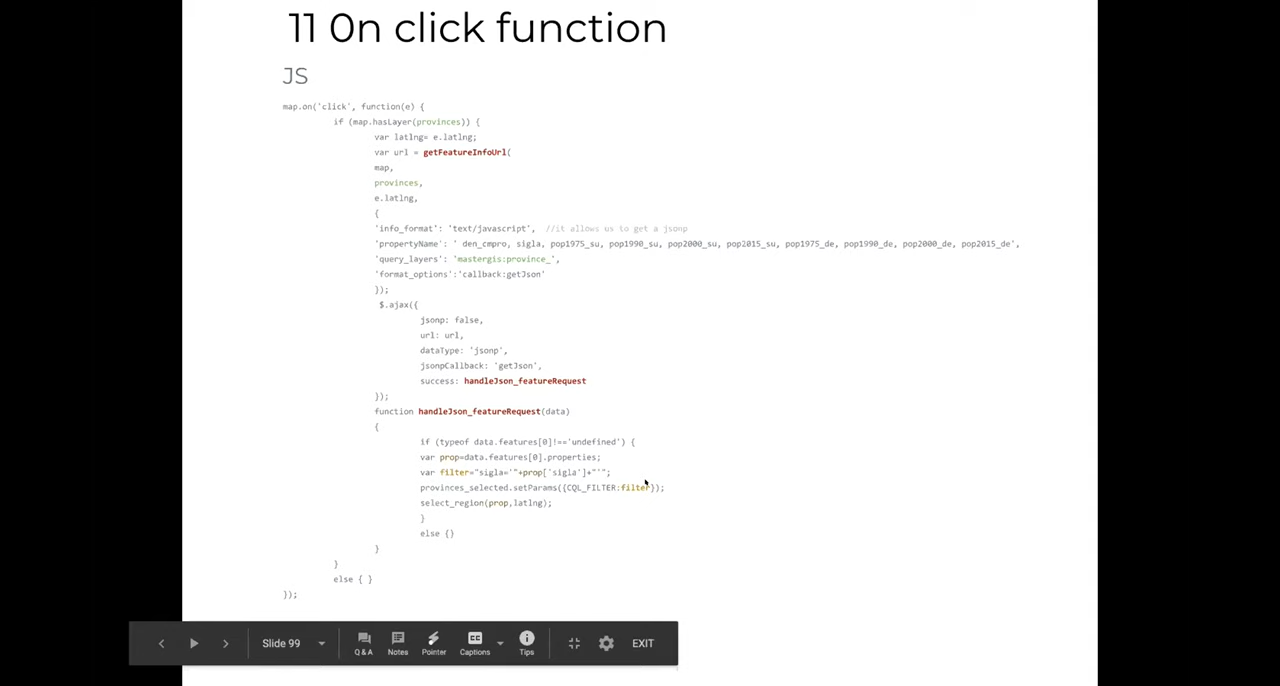 11 0n click function
JS
map.on('click', function(e) {
if (map.hasLayer(provinces)) {
var latlng= e.latlng;
var url = getFeatureInfoUrl(
map,
provinces,
e.latlng,
{
'info_format': 'text/javascript', //it allows us to get a jsonp
'propertyName': ' den_cmpro, sigla, pop1975_su, pop1990_su, pop2000_su, pop2015_su, pop1975_de, pop1990_de, pop2000_de, pop2015_de',
'query_layers': 'mastergis:province_',
'format_options':'callback:getJson'
});
$.ajax({
jsonp: false,
url: url,
dataType: 'jsonp',
jsonpCallback: 'getJson',
success: handleJson_featureRequest
});
function handleJson_featureRequest(data)
{
if (typeof data.features[0]!=='undefined') {
var prop=data.features[0].properties;
var filter="sigla='"+prop['sigla']+"'";
provinces_selected.setParams({CQL_FILTER:filter});
select_region(prop,latlng);
}
else {}
}
}
else { }
});
Slide 99
Q & A
Notes
Pointer
CC
Captions
Tips
EXIT